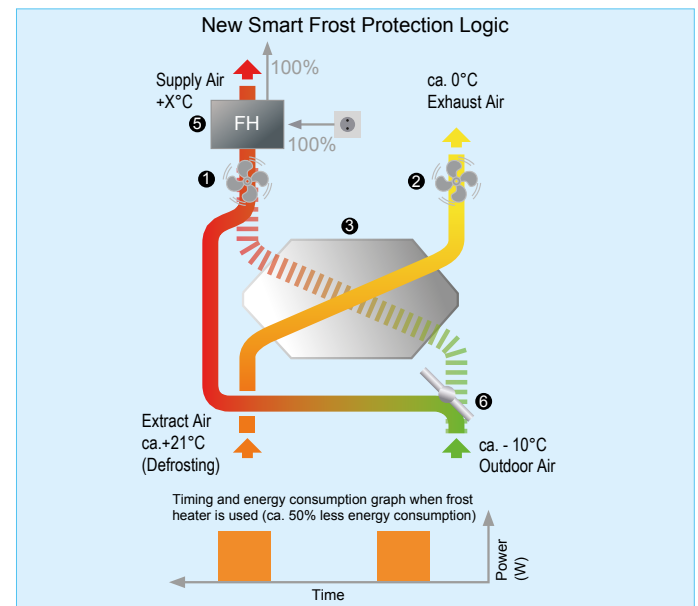 New Smart Frost Protection Logic
100%
Supply Air
+X°C
ca. 0°C
Exhaust Air
5
FH
100%
1
2
3
6
Extract Air
ca.+21°C
(Defrosting)
ca. - 10°C
Outdoor Air
Timing and energy consumption graph when frost
heater is used (ca. 50% less energy consumption)
Power
(W)
Time